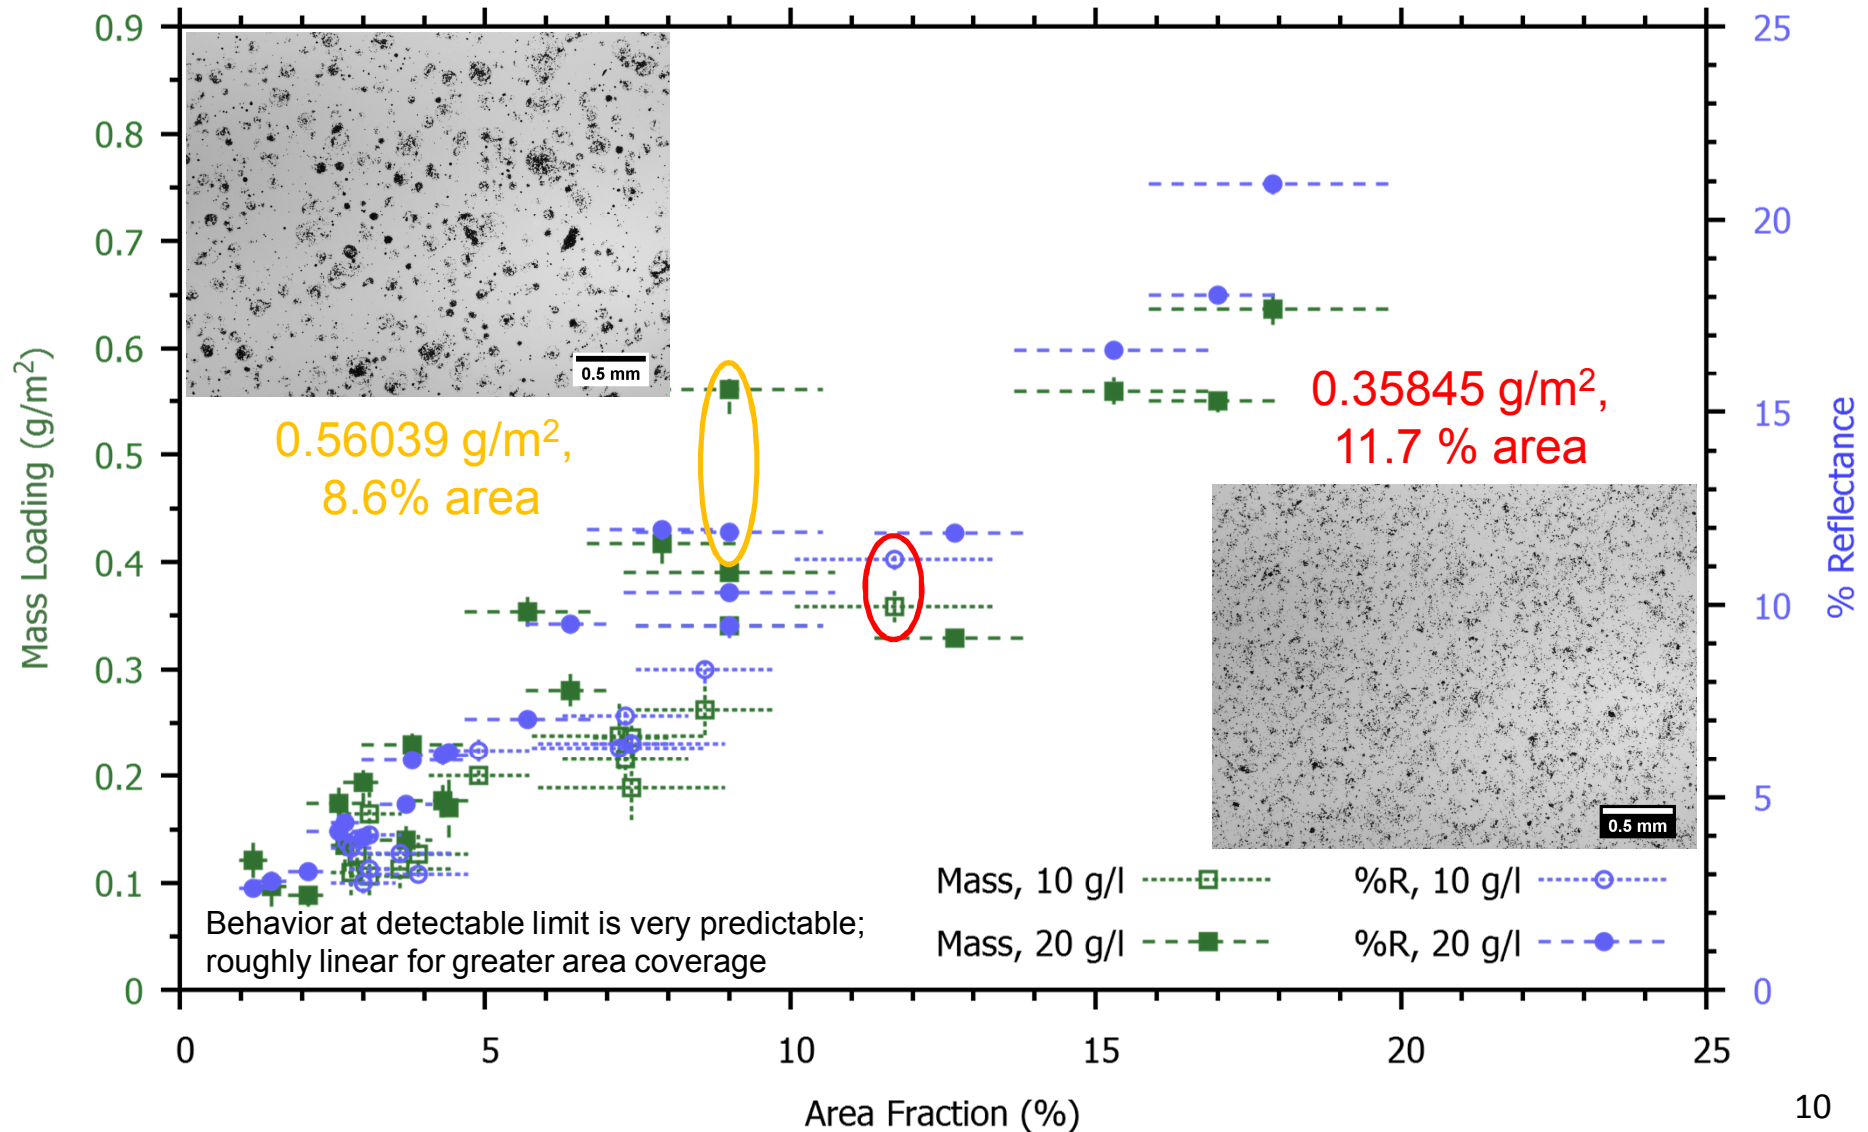 0.9
0.8
0.7
0.6
0.5
0.4
0.3
0.2
0.1
0
Mass Loading (g/m²)
25
20
15
10
5
0
% Reflectance
0.5 mm
0.56039 g/m²,
8.6% area
0.35845 g/m²,
11.7 % area
0.5 mm
Mass, 10 g/l
%R, 10 g/l
Mass, 20 g/l
%R, 20 g/l
Behavior at detectable limit is very predictable;
roughly linear for greater area coverage
0 5 10 15 20 25
Area Fraction (%)
10